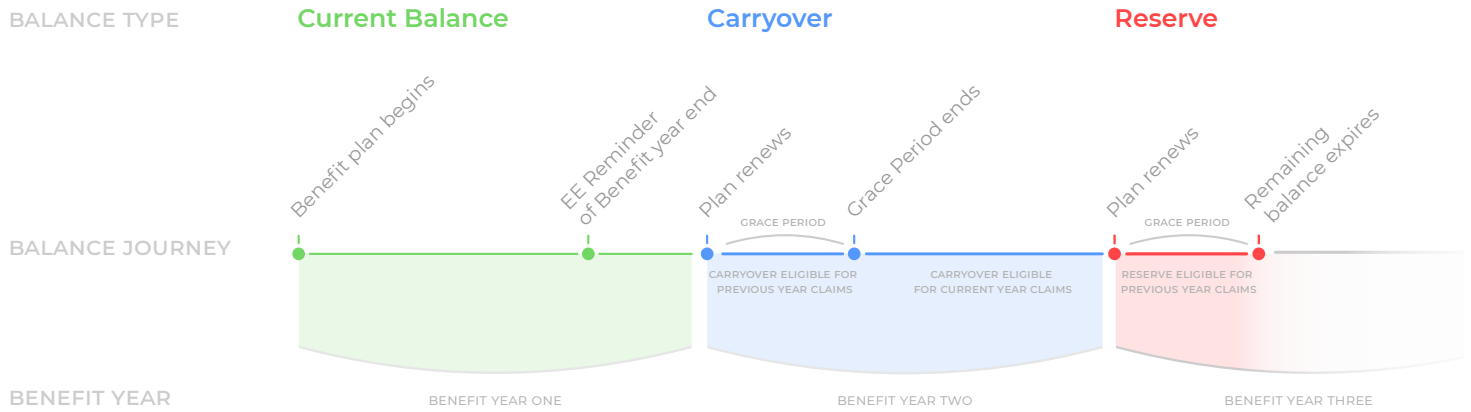 BALANCE TYPE
Current Balance
Carryover
Reserve
Benefit plan begins
EE Reminder
of Benefit year end
Plan renews
Grace Period ends
Plan renews
Remaining
balance expires
BALANCE JOURNEY
GRACE PERIOD
GRACE PERIOD
CARRYOVER ELIGIBLE FOR
PREVIOUS YEAR CLAIMS
CARRYOVER ELIGIBLE
FOR CURRENT YEAR CLAIMS
RESERVE ELIGIBLE FOR
PREVIOUS YEAR CLAIMS
BENEFIT YEAR
BENEFIT YEAR ONE
BENEFIT YEAR TWO
BENEFIT YEAR THREE